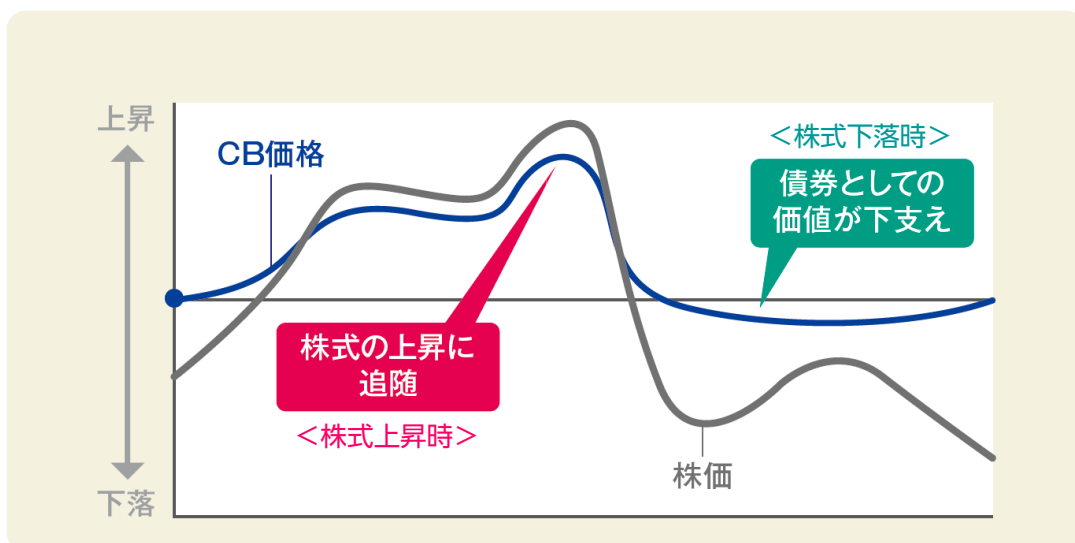 上昇
CB価格
＜株式下落時＞
債券としての
価値が下支え
株式の上昇に
追随
＜株式上昇時＞
株価
下落